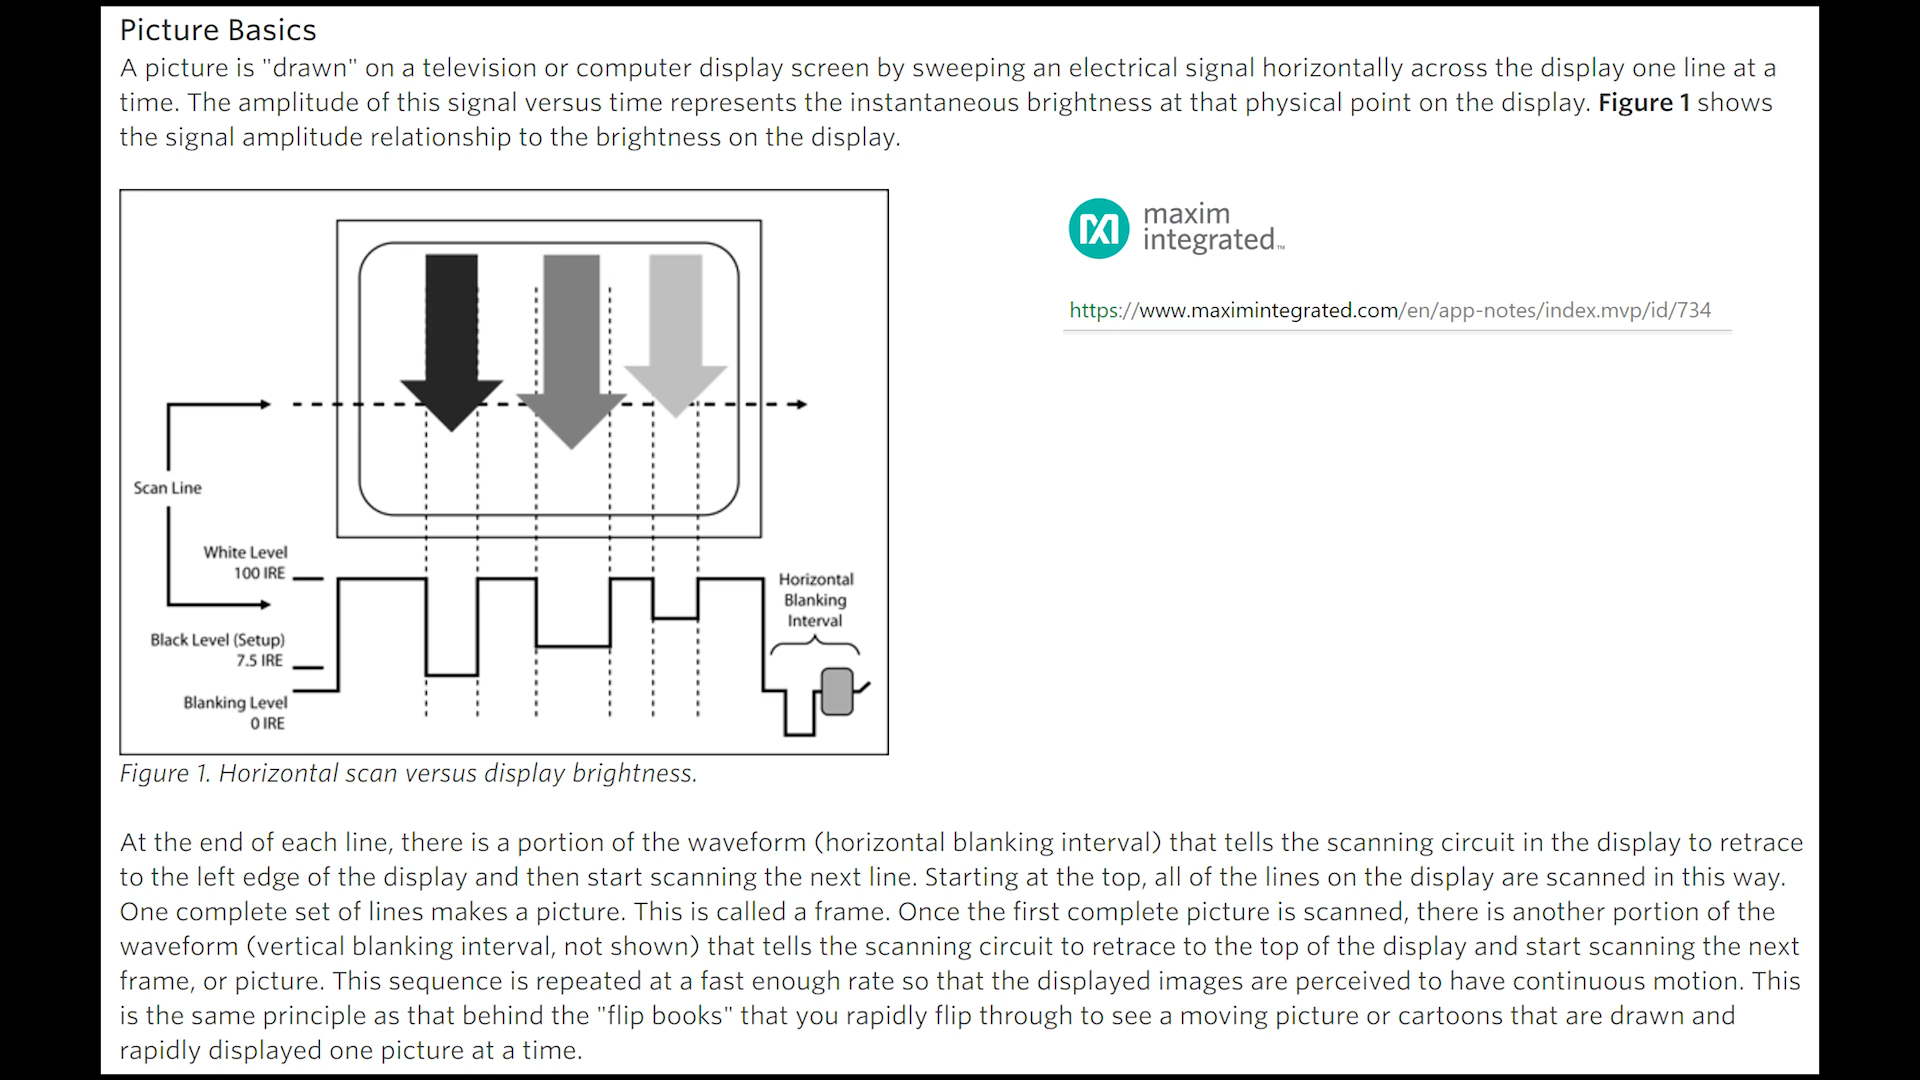 Picture Basics
A picture is "drawn" on a television or computer display screen by sweeping an electrical signal horizontally across the display one line at a
time. The amplitude of this signal versus time represents the instantaneous brightness at that physical point on the display. Figure 1 shows
the signal amplitude relationship to the brightness on the display.
maxim
integrated™
https://www.maximintegrated.com/en/app-notes/index.mvp/id/734
Scan Line
White Level
100 IRE
Horizontal
Blanking
Interval
Black Level (Setup)
7.5 IRE
Blanking Level
0 IRE
Figure 1. Horizontal scan versus display brightness.
At the end of each line, there is a portion of the waveform (horizontal blanking interval) that tells the scanning circuit in the display to retrace
to the left edge of the display and then start scanning the next line. Starting at the top, all of the lines on the display are scanned in this way.
One complete set of lines makes a picture. This is called a frame. Once the first complete picture is scanned, there is another portion of the
waveform (vertical blanking interval, not shown) that tells the scanning circuit to retrace to the top of the display and start scanning the next
frame, or picture. This sequence is repeated at a fast enough rate so that the displayed images are perceived to have continuous motion. This
is the same principle as that behind the "flip books" that you rapidly flip through to see a moving picture or cartoons that are drawn and
rapidly displayed one picture at a time.